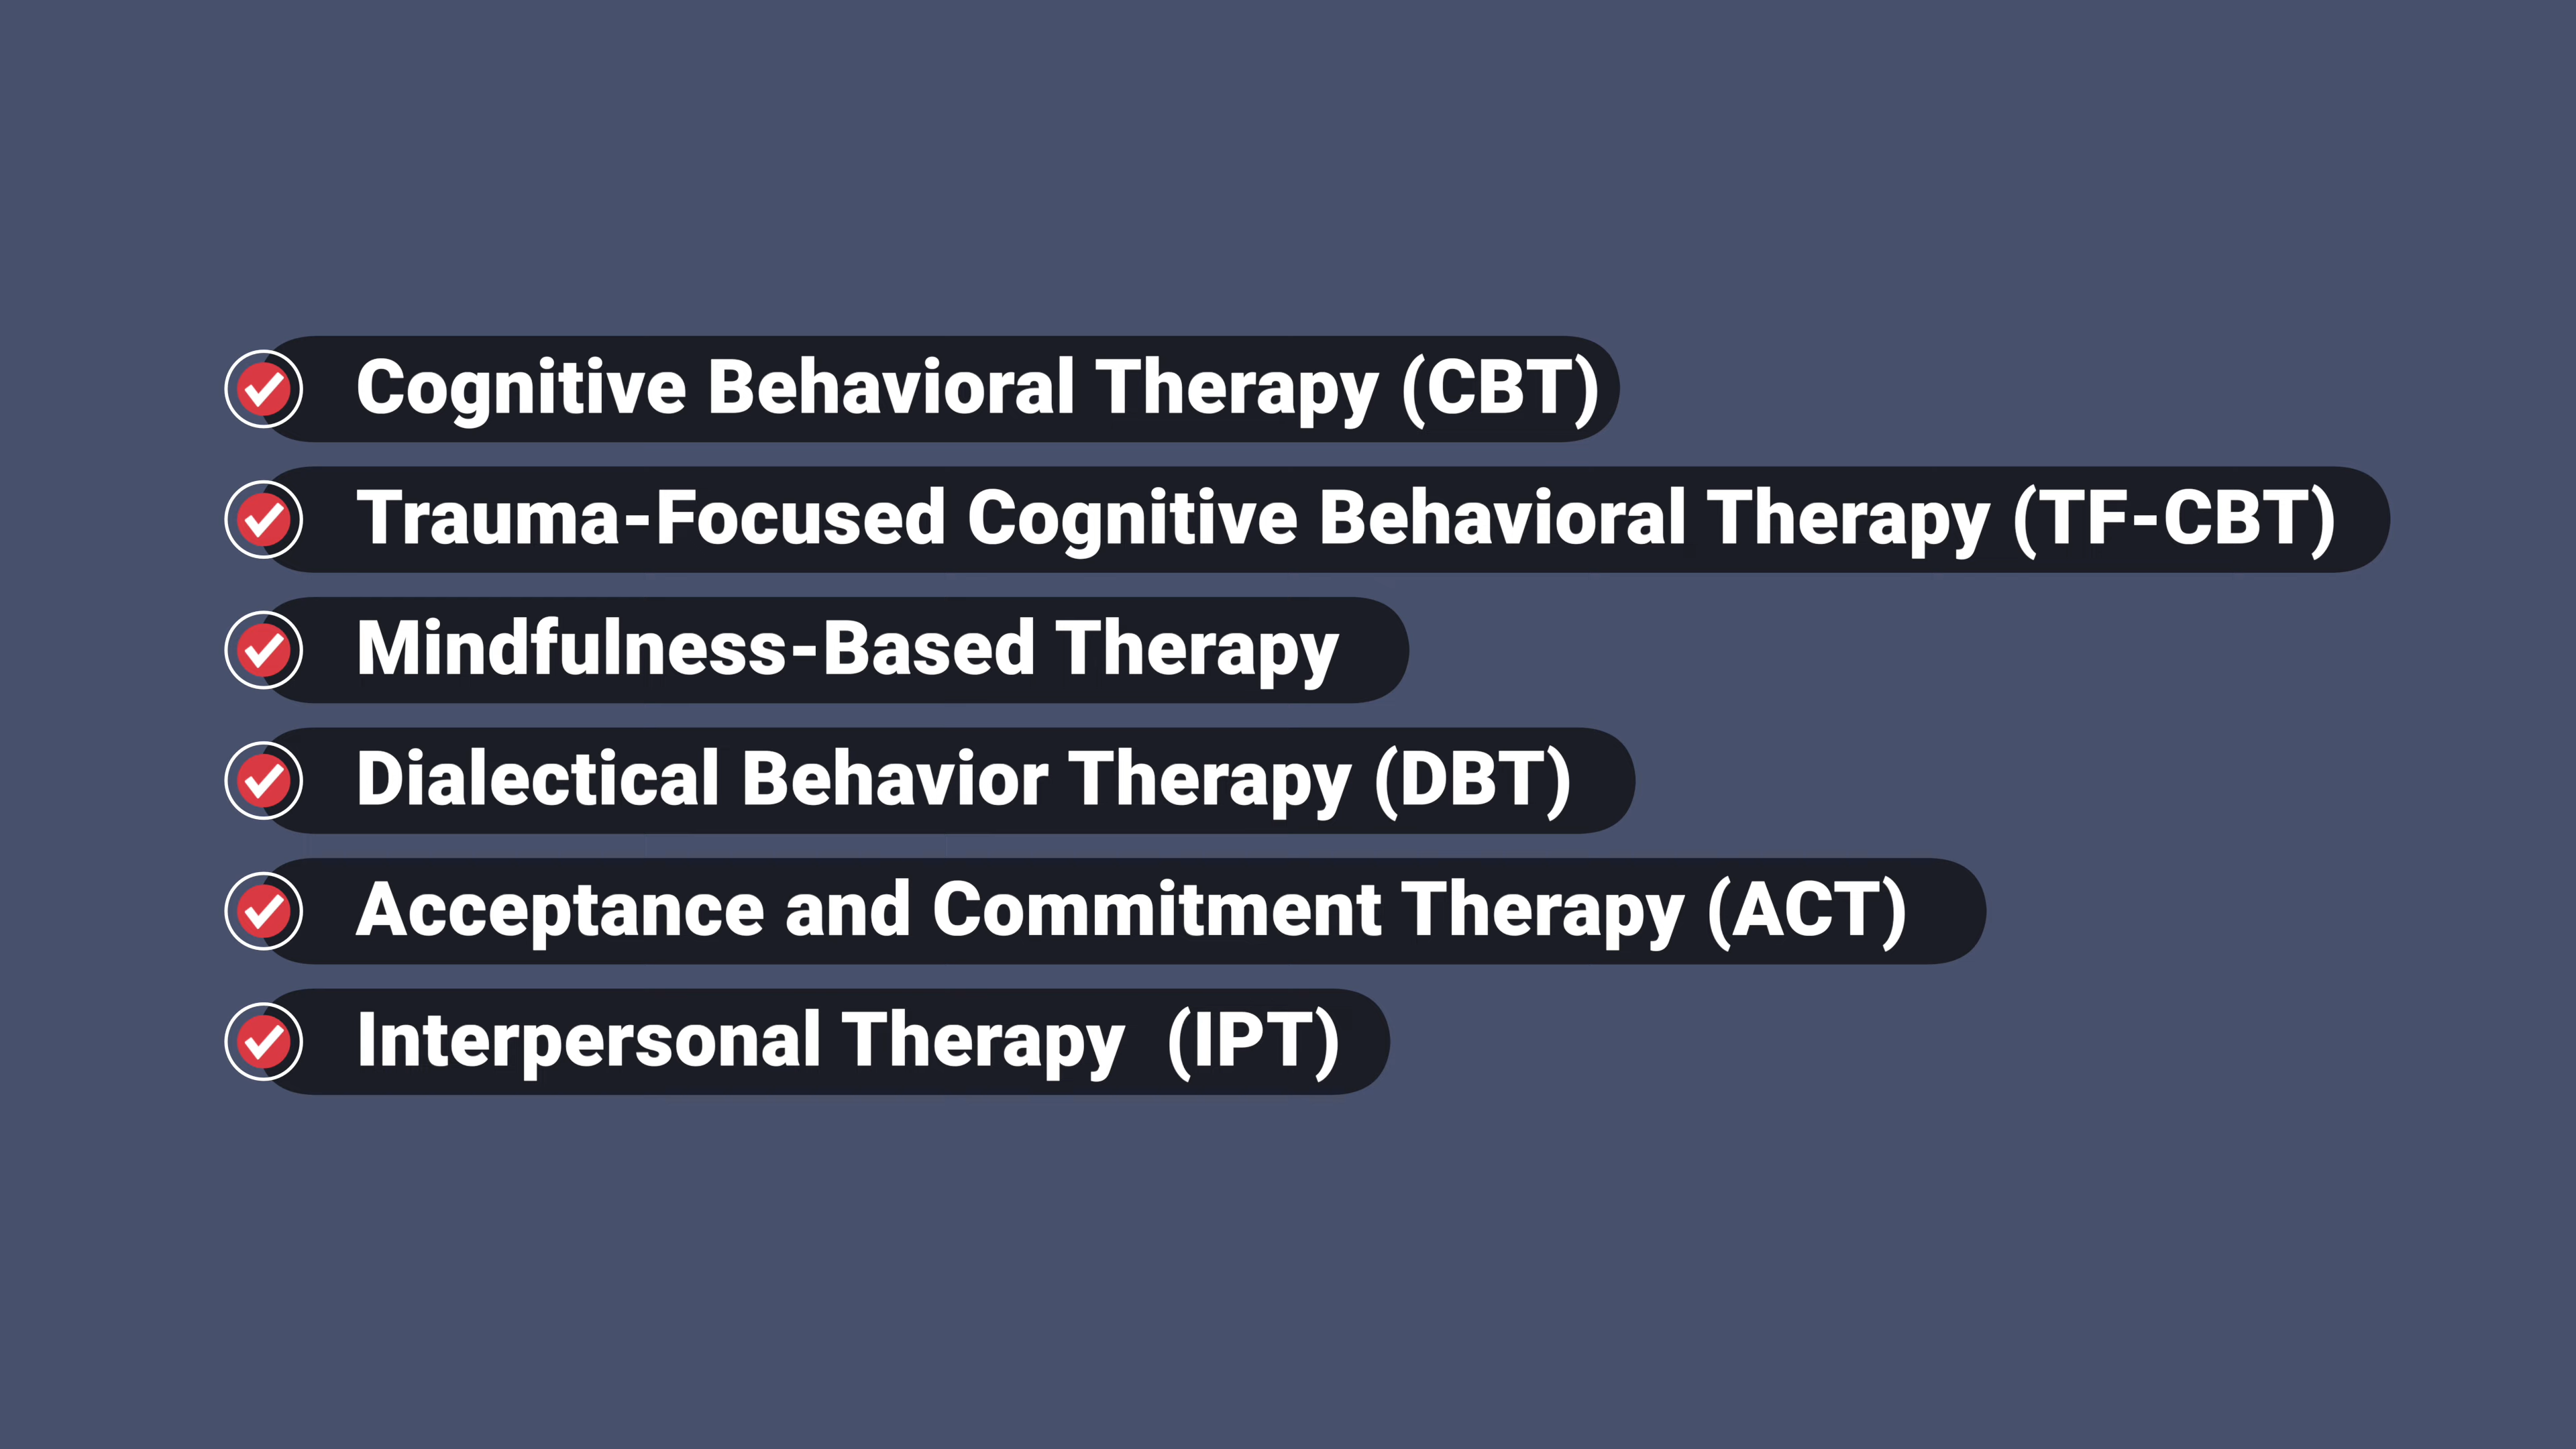 Cognitive Behavioral Therapy (CBT)
Trauma-Focused Cognitive Behavioral Therapy (TF-CBT)
Mindfulness-Based Therapy
Dialectical Behavior Therapy (DBT)
Acceptance and Commitment Therapy (ACT)
Interpersonal Therapy  (IPT)